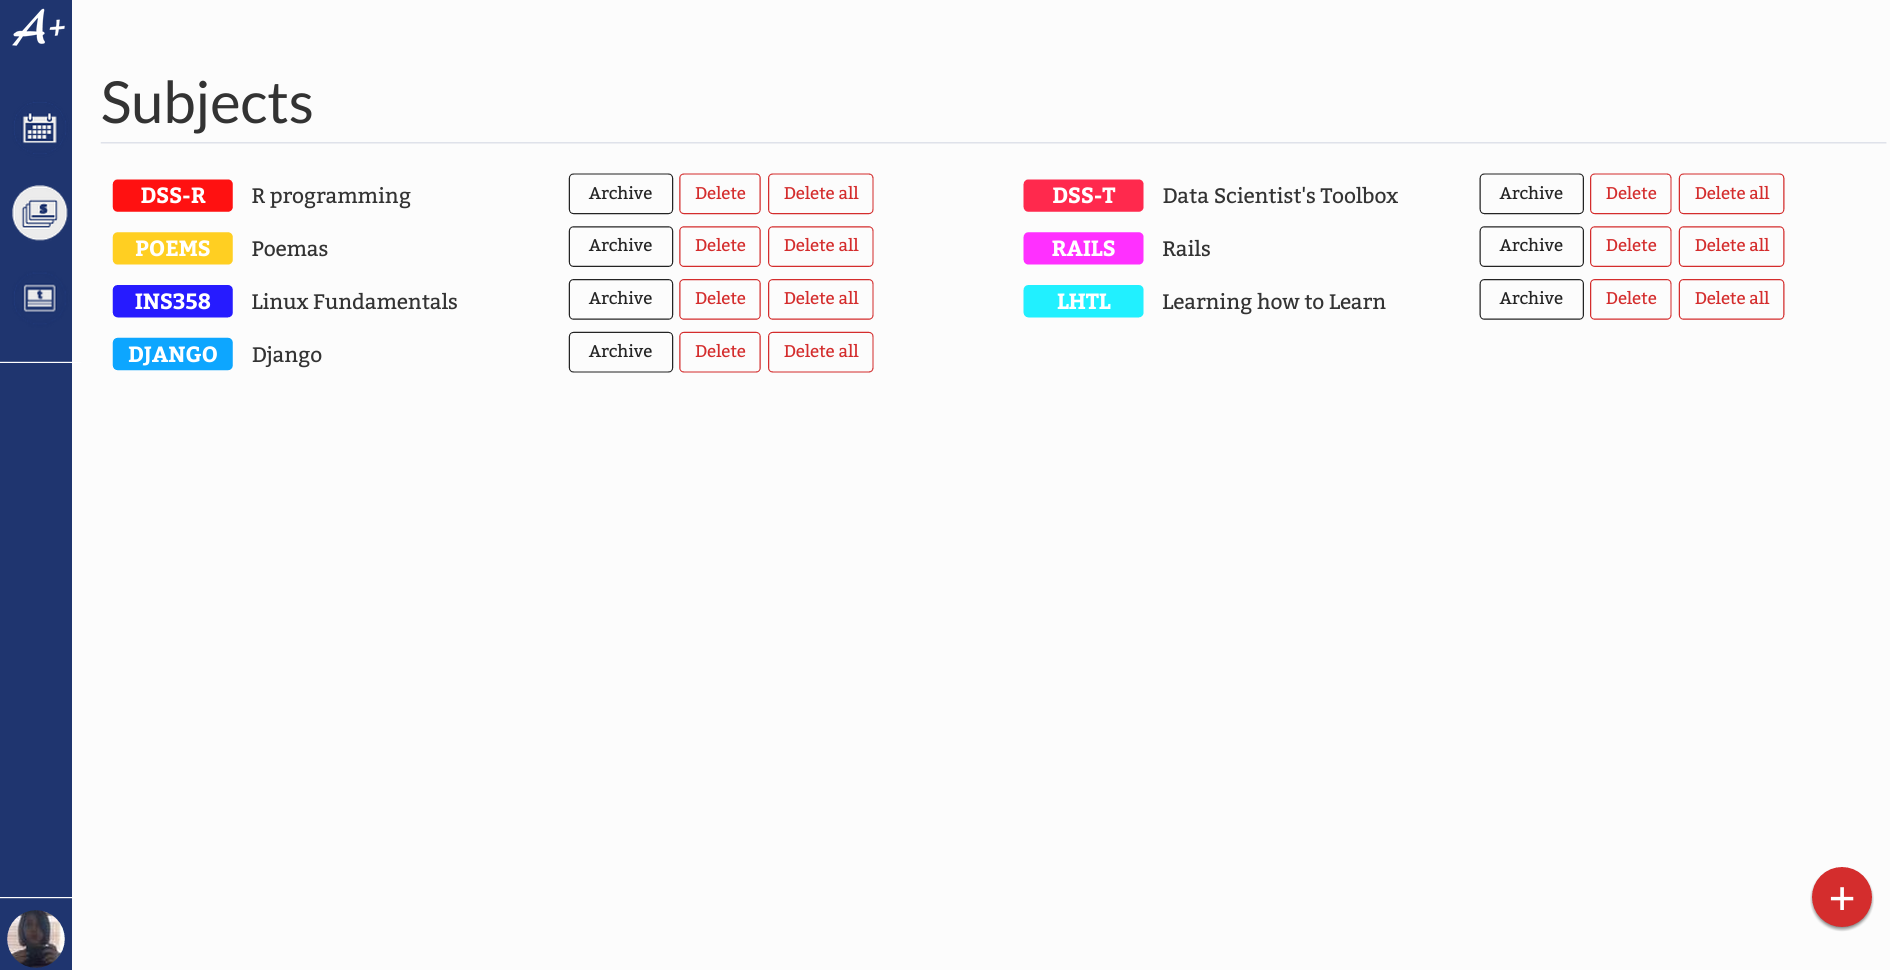 A+
Subjects
DSS-R R programming Archive Delete Delete all
DSS-T Data Scientist's Toolbox Archive Delete Delete all
POEMS Poemas Archive Delete Delete all
RAILS Rails Archive Delete Delete all
INS358 Linux Fundamentals Archive Delete Delete all
LHTL Learning how to Learn Archive Delete Delete all
DJANGO Django Archive Delete Delete all
s
t
+